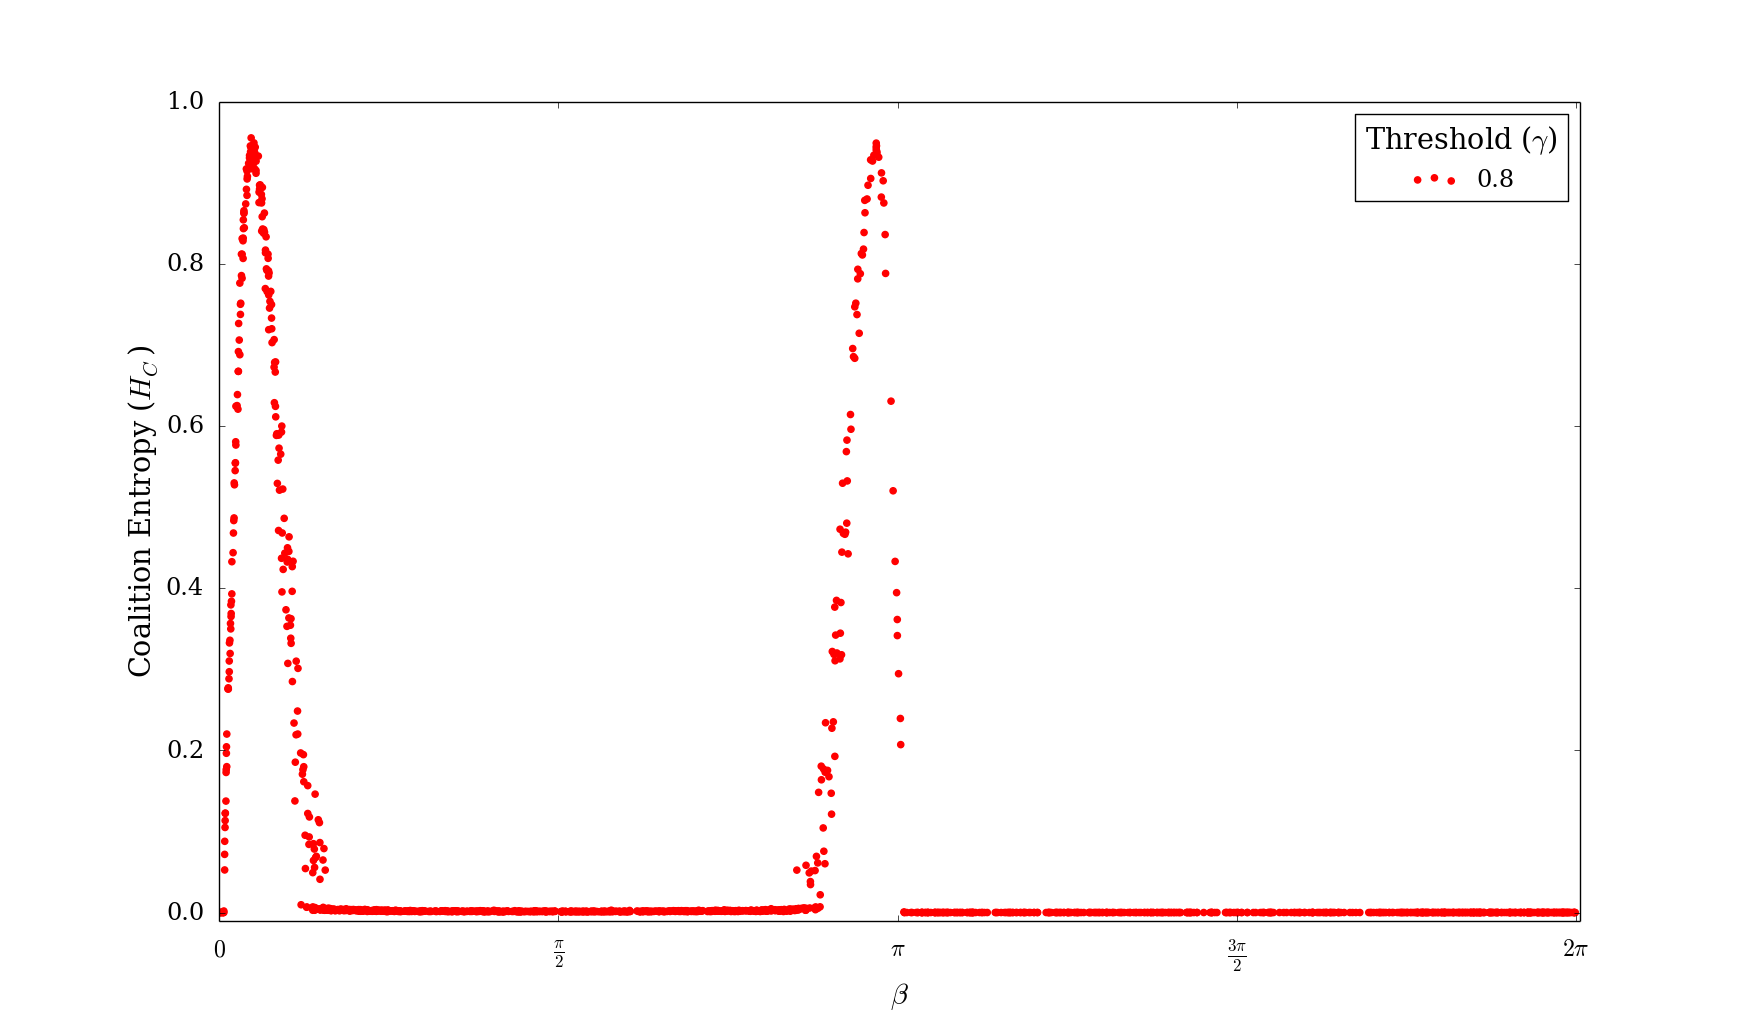 1.0
Threshold (γ)
0.8
0.8
0.6
Coalition Entropy (H_C)
0.4
0.2
0.0
0 π/2 π 3π/2 2π
β